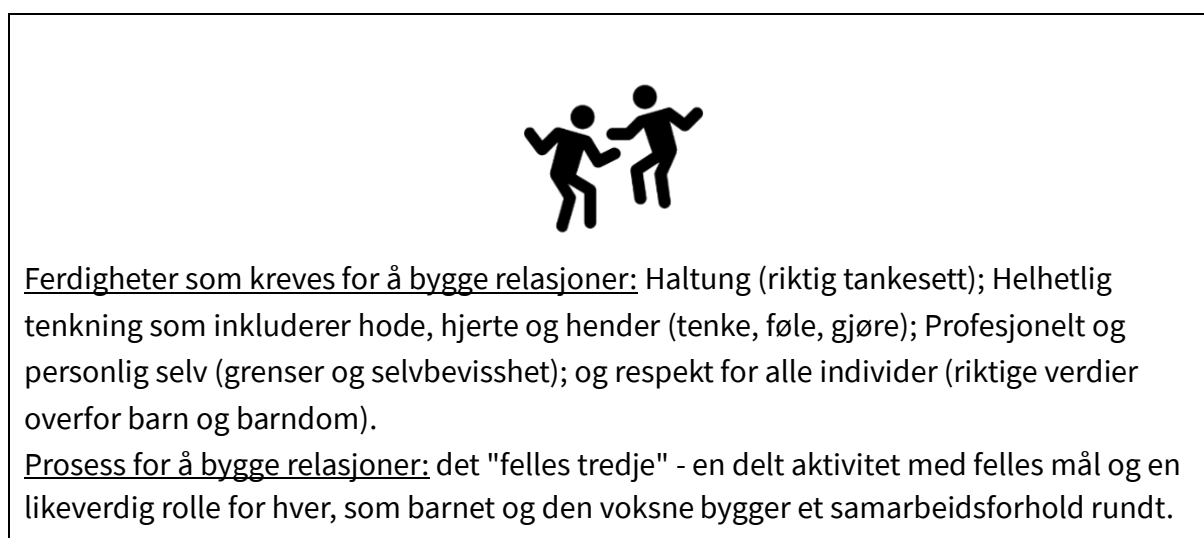 Ferdigheter som kreves for å bygge relasjoner: Haltung (riktig tankesett); Helhetlig
tenkning som inkluderer hode, hjerte og hender (tenke, føle, gjøre); Profesjonelt og
personlig selv (grenser og selvbevissthet); og respekt for alle individer (riktige verdier
overfor barn og barndom).
Prosess for å bygge relasjoner: det "felles tredje" - en delt aktivitet med felles mål og en
likeverdig rolle for hver, som barnet og den voksne bygger et samarbeidsforhold rundt.